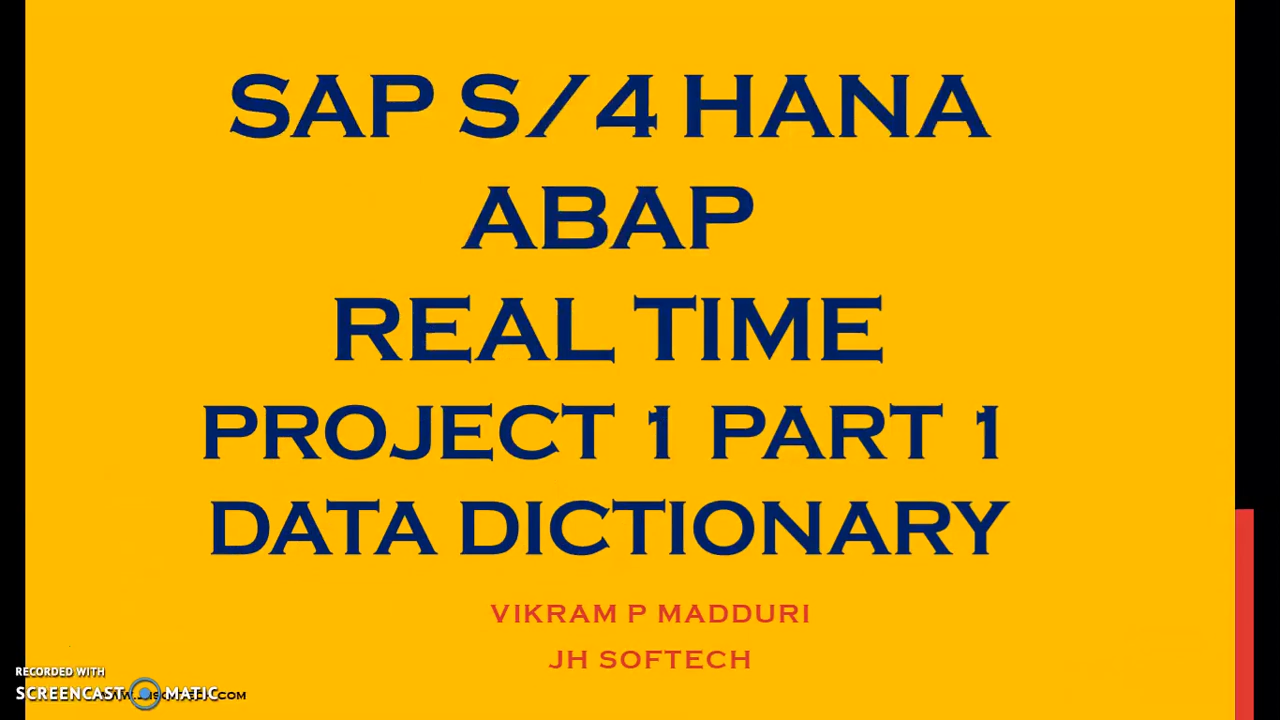 SAP S/4 HANA
ABAP
REAL TIME
PROJECT 1 PART 1
DATA DICTIONARY
VIKRAM P MADDURI
JH SOFTECH
RECORDED WITH
SCREENCAST MATIC